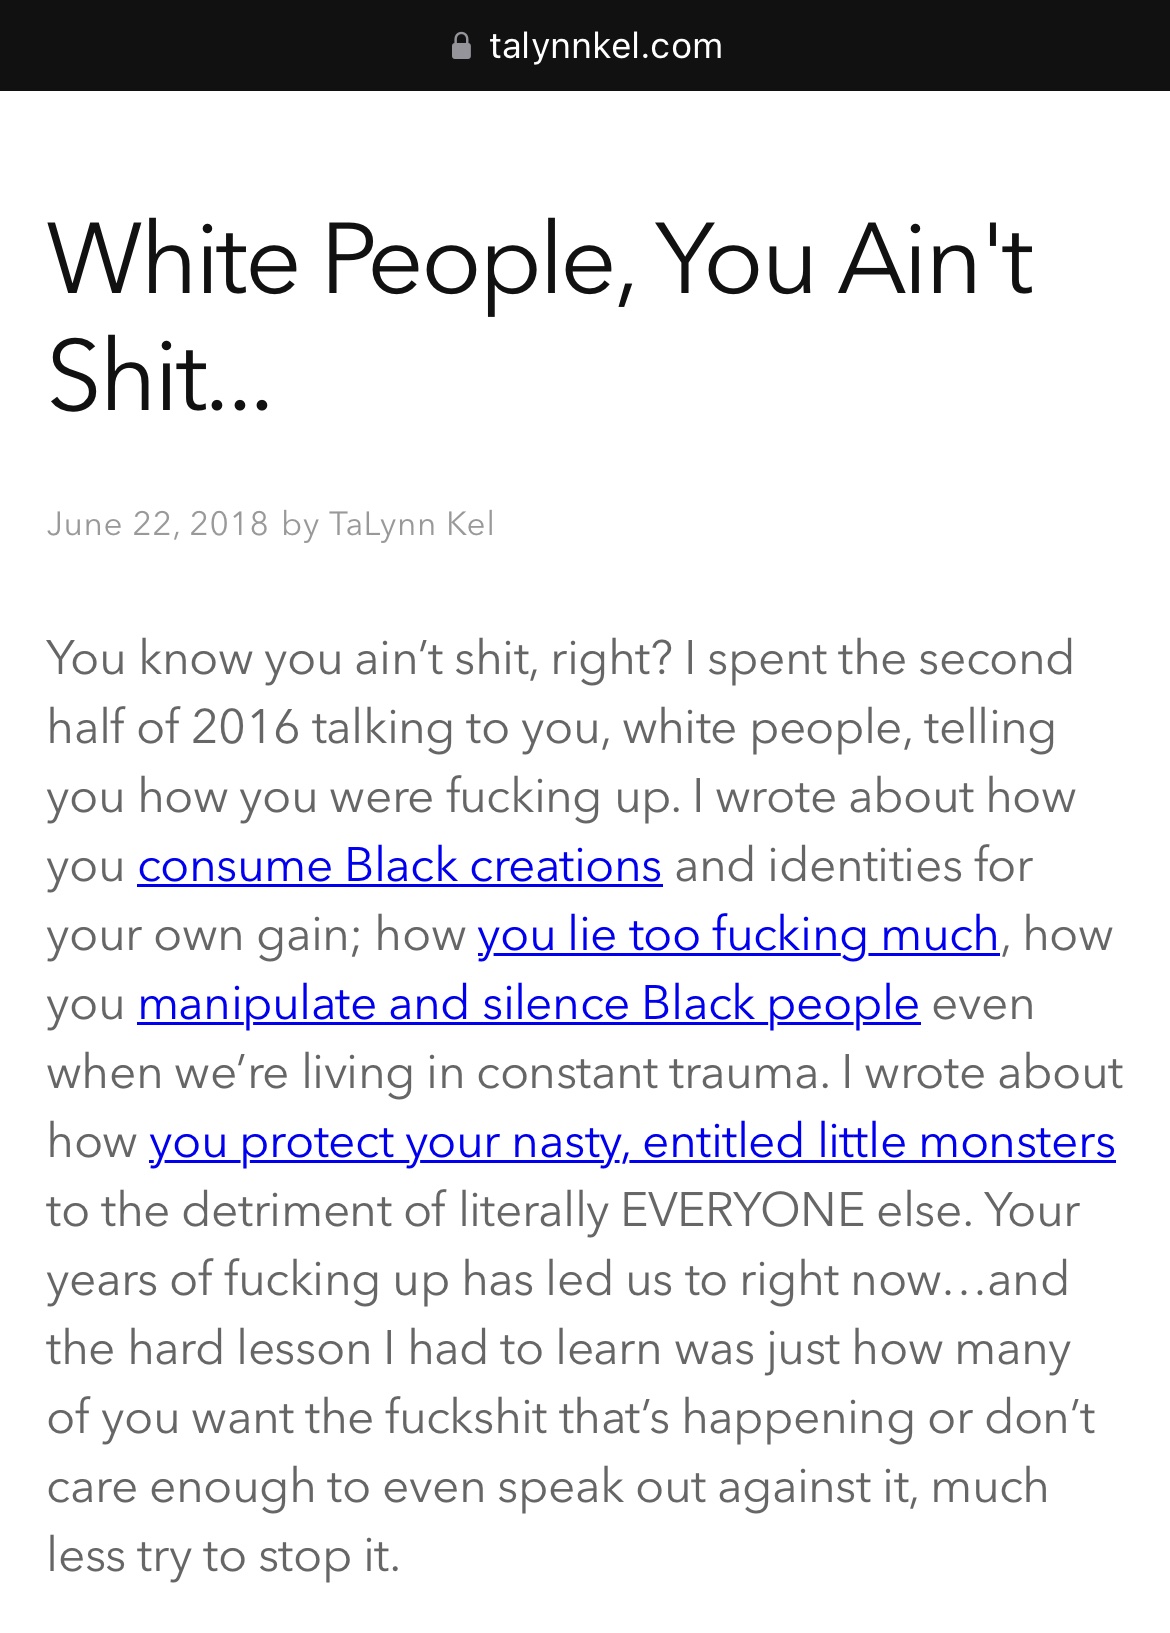 talynnkel.com
White People, You Ain't
Shit...
June 22, 2018 by TaLynn Kel
You know you ain’t shit, right? I spent the second
half of 2016 talking to you, white people, telling
you how you were fucking up. I wrote about how
you consume Black creations and identities for
your own gain; how you lie too fucking much, how
you manipulate and silence Black people even
when we’re living in constant trauma. I wrote about
how you protect your nasty, entitled little monsters
to the detriment of literally EVERYONE else. Your
years of fucking up has led us to right now…and
the hard lesson I had to learn was just how many
of you want the fuckshit that’s happening or don’t
care enough to even speak out against it, much
less try to stop it.